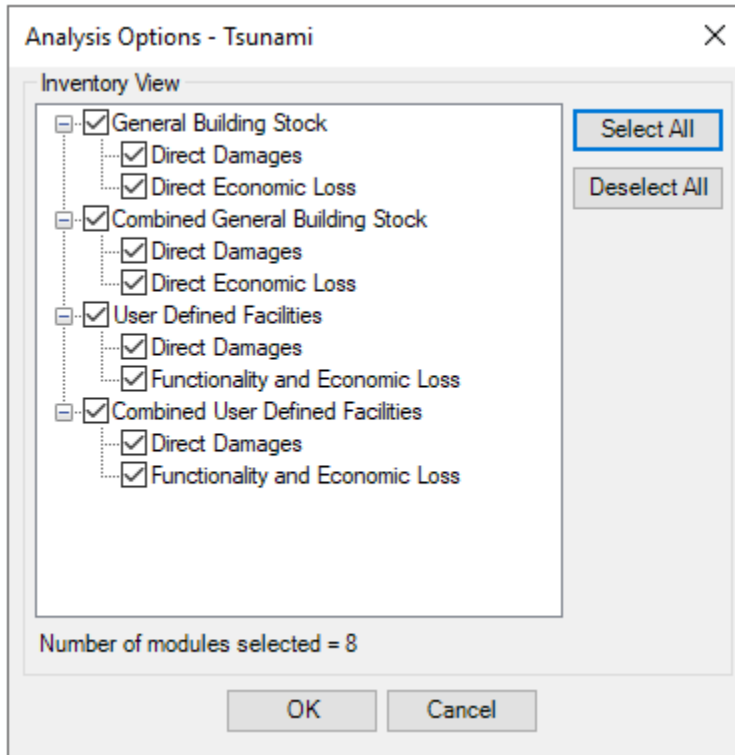 Analysis Options - Tsunami
Inventory View
General Building Stock
Direct Damages
Direct Economic Loss
Combined General Building Stock
Direct Damages
Direct Economic Loss
User Defined Facilities
Direct Damages
Functionality and Economic Loss
Combined User Defined Facilities
Direct Damages
Functionality and Economic Loss
Select All
Deselect All
Number of modules selected = 8
OK
Cancel